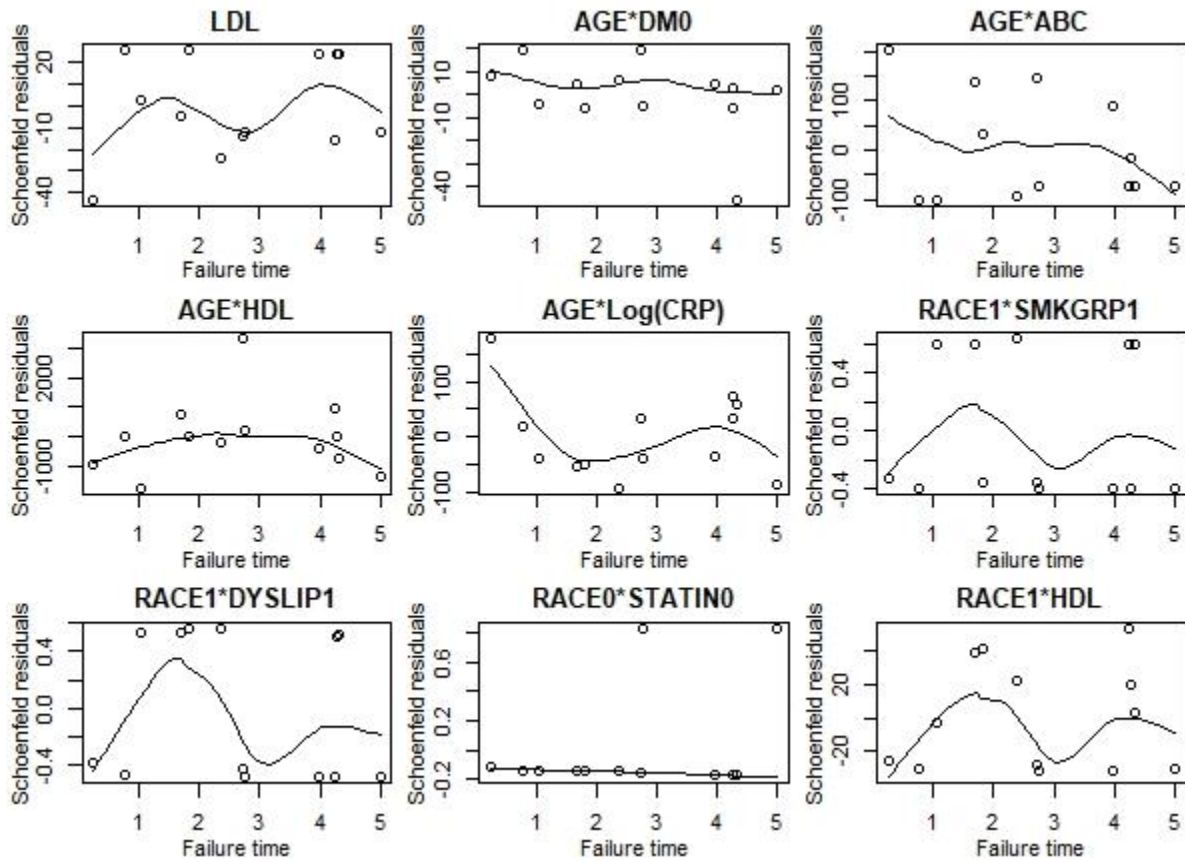 LDL
Schoenfeld residuals
-40 -10 20
1 2 3 4 5
Failure time
AGE*DM0
Schoenfeld residuals
-40 -10 10
1 2 3 4 5
Failure time
AGE*ABC
Schoenfeld residuals
-100 0 100
1 2 3 4 5
Failure time
AGE*HDL
Schoenfeld residuals
-1000 2000
1 2 3 4 5
Failure time
AGE*Log(CRP)
Schoenfeld residuals
-100 0 100
1 2 3 4 5
Failure time
RACE1*SMKGRP1
Schoenfeld residuals
-0.4 0.0 0.4
1 2 3 4 5
Failure time
RACE1*DYSLIP1
Schoenfeld residuals
-0.4 0.0 0.4
1 2 3 4 5
Failure time
RACE0*STATIN0
Schoenfeld residuals
-0.2 0.2 0.6
1 2 3 4 5
Failure time
RACE1*HDL
Schoenfeld residuals
-20 20
1 2 3 4 5
Failure time